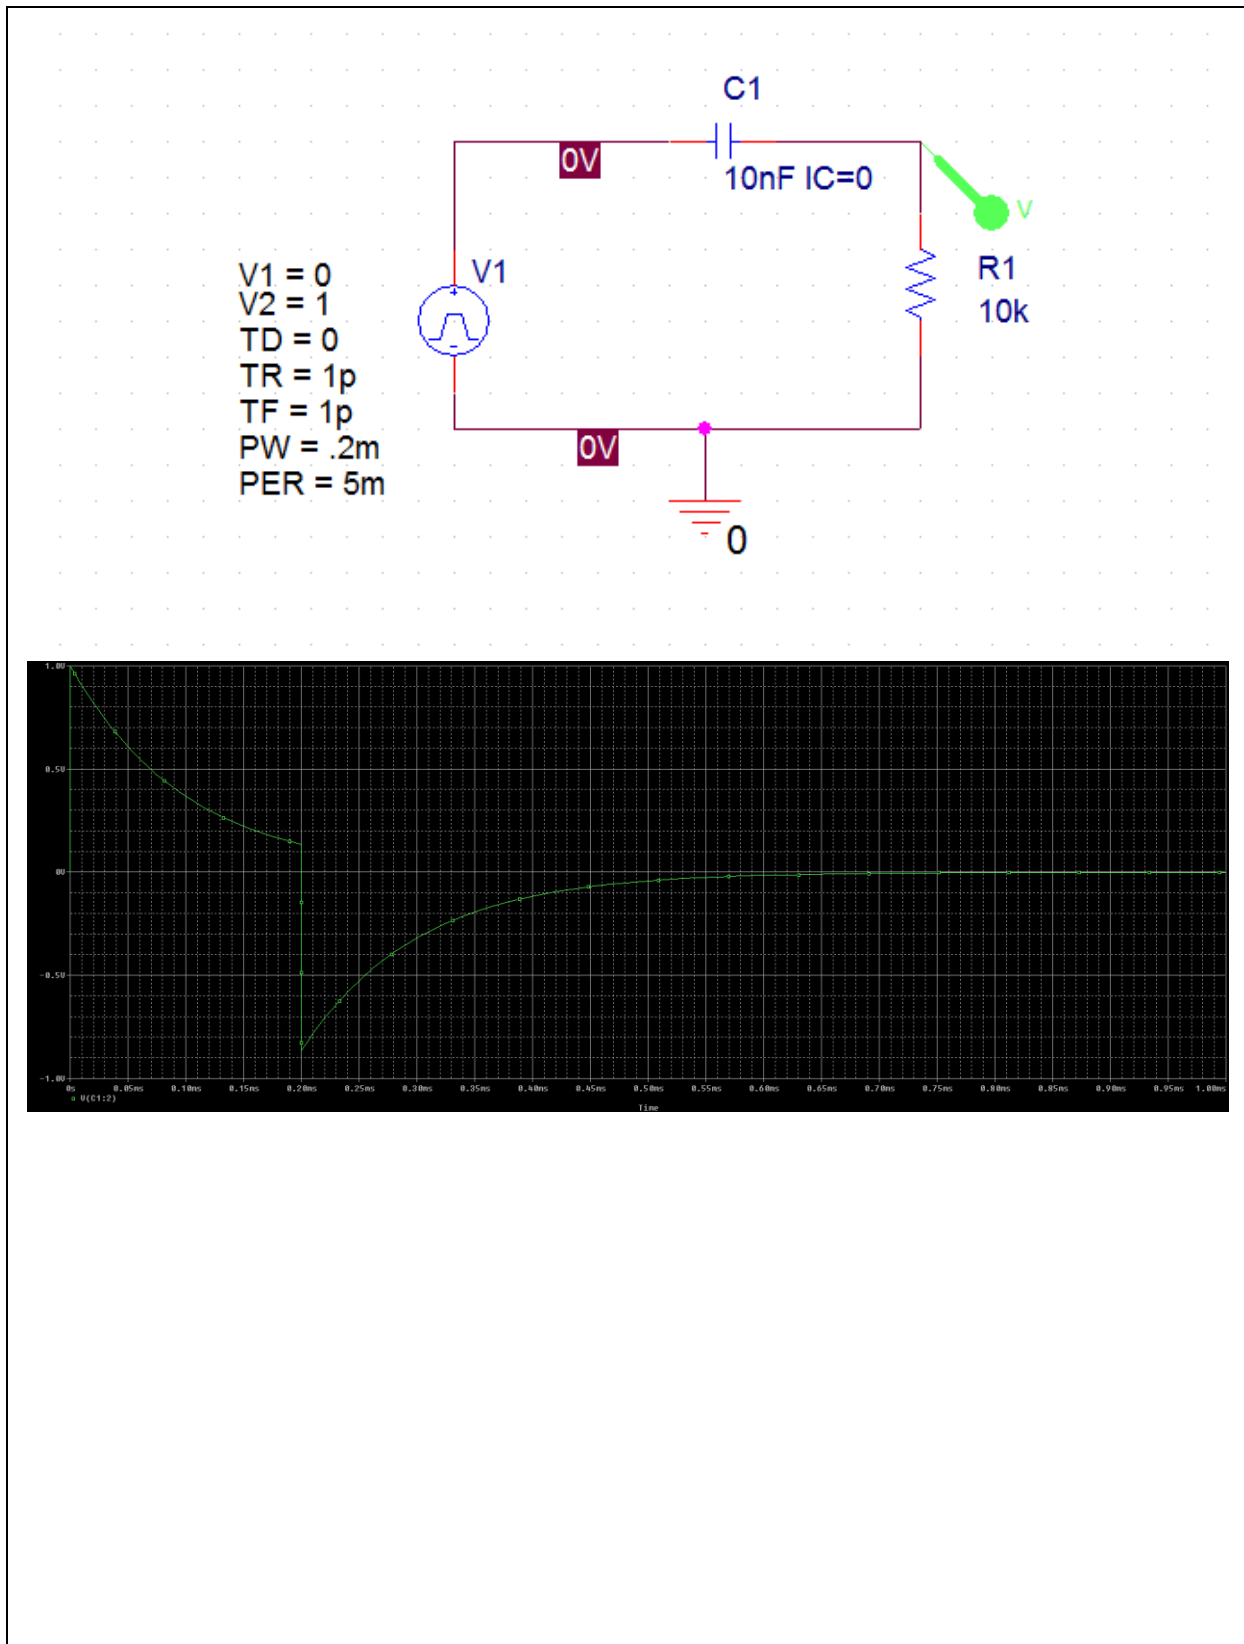 C1
0V
10nF IC=0
V
V1 = 0
V1
R1
V2 = 1
10k
TD = 0
TR = 1p
TF = 1p
PW = .2m
0V
PER = 5m
0
1.0V
0.5V
0V
-0.5V
-1.0V
0s 0.05ms 0.10ms 0.15ms 0.20ms 0.25ms 0.30ms 0.35ms 0.40ms 0.45ms 0.50ms 0.55ms 0.60ms 0.65ms 0.70ms 0.75ms 0.80ms 0.85ms 0.90ms 0.95ms 1.00ms
V(C1:2)
Time